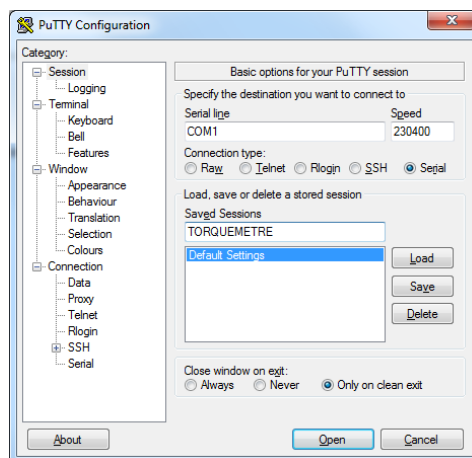 PuTTY Configuration
Category:
Session
Logging
Terminal
Keyboard
Bell
Features
Window
Appearance
Behaviour
Translation
Selection
Colours
Connection
Data
Proxy
Telnet
Rlogin
SSH
Serial
Basic options for your PuTTY session
Specify the destination you want to connect to
Serial line Speed
COM1 230400
Connection type:
Raw Telnet Rlogin SSH Serial
Load, save or delete a stored session
Saved Sessions
TORQUEMETRE
Default Settings
Load
Save
Delete
Close window on exit:
Always Never Only on clean exit
About Open Cancel